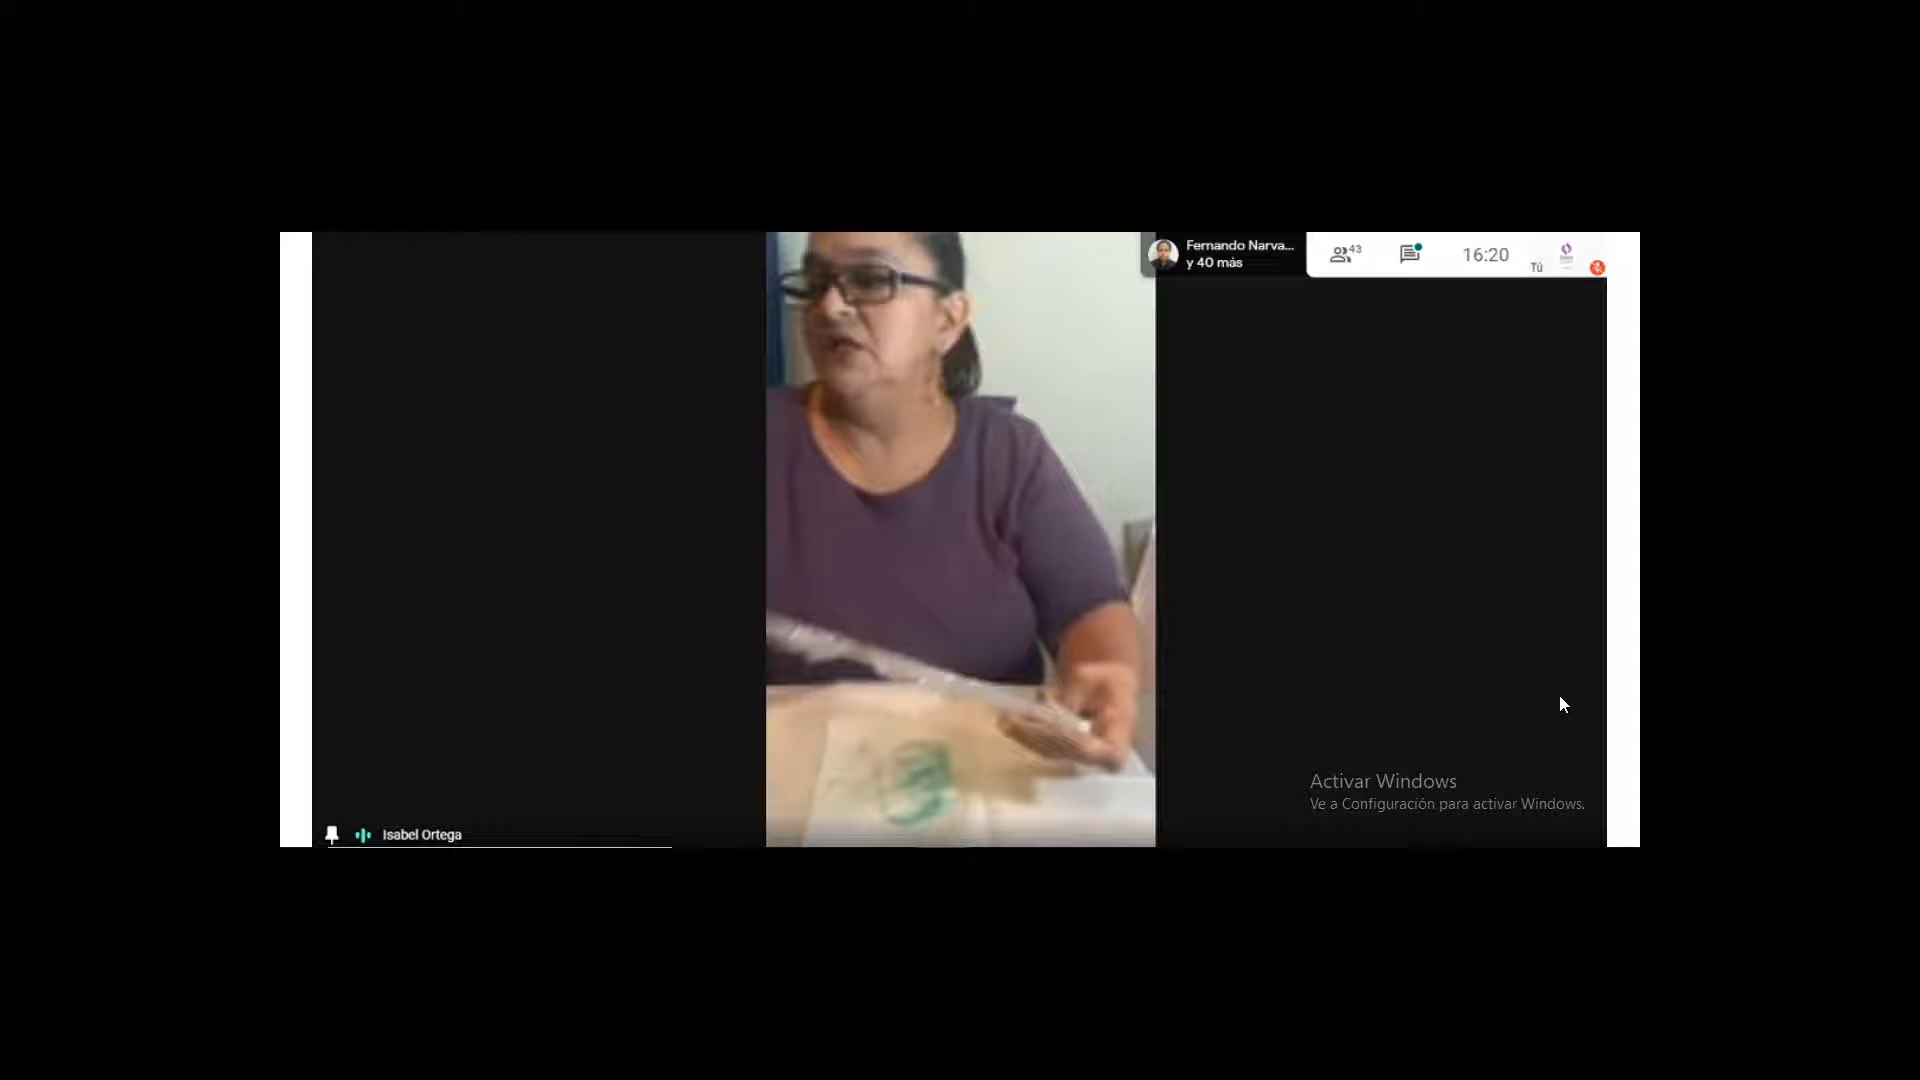 Fernando Narva...
y 40 más
43
16:20
Tú
Activar Windows
Ve a Configuración para activar Windows.
Isabel Ortega